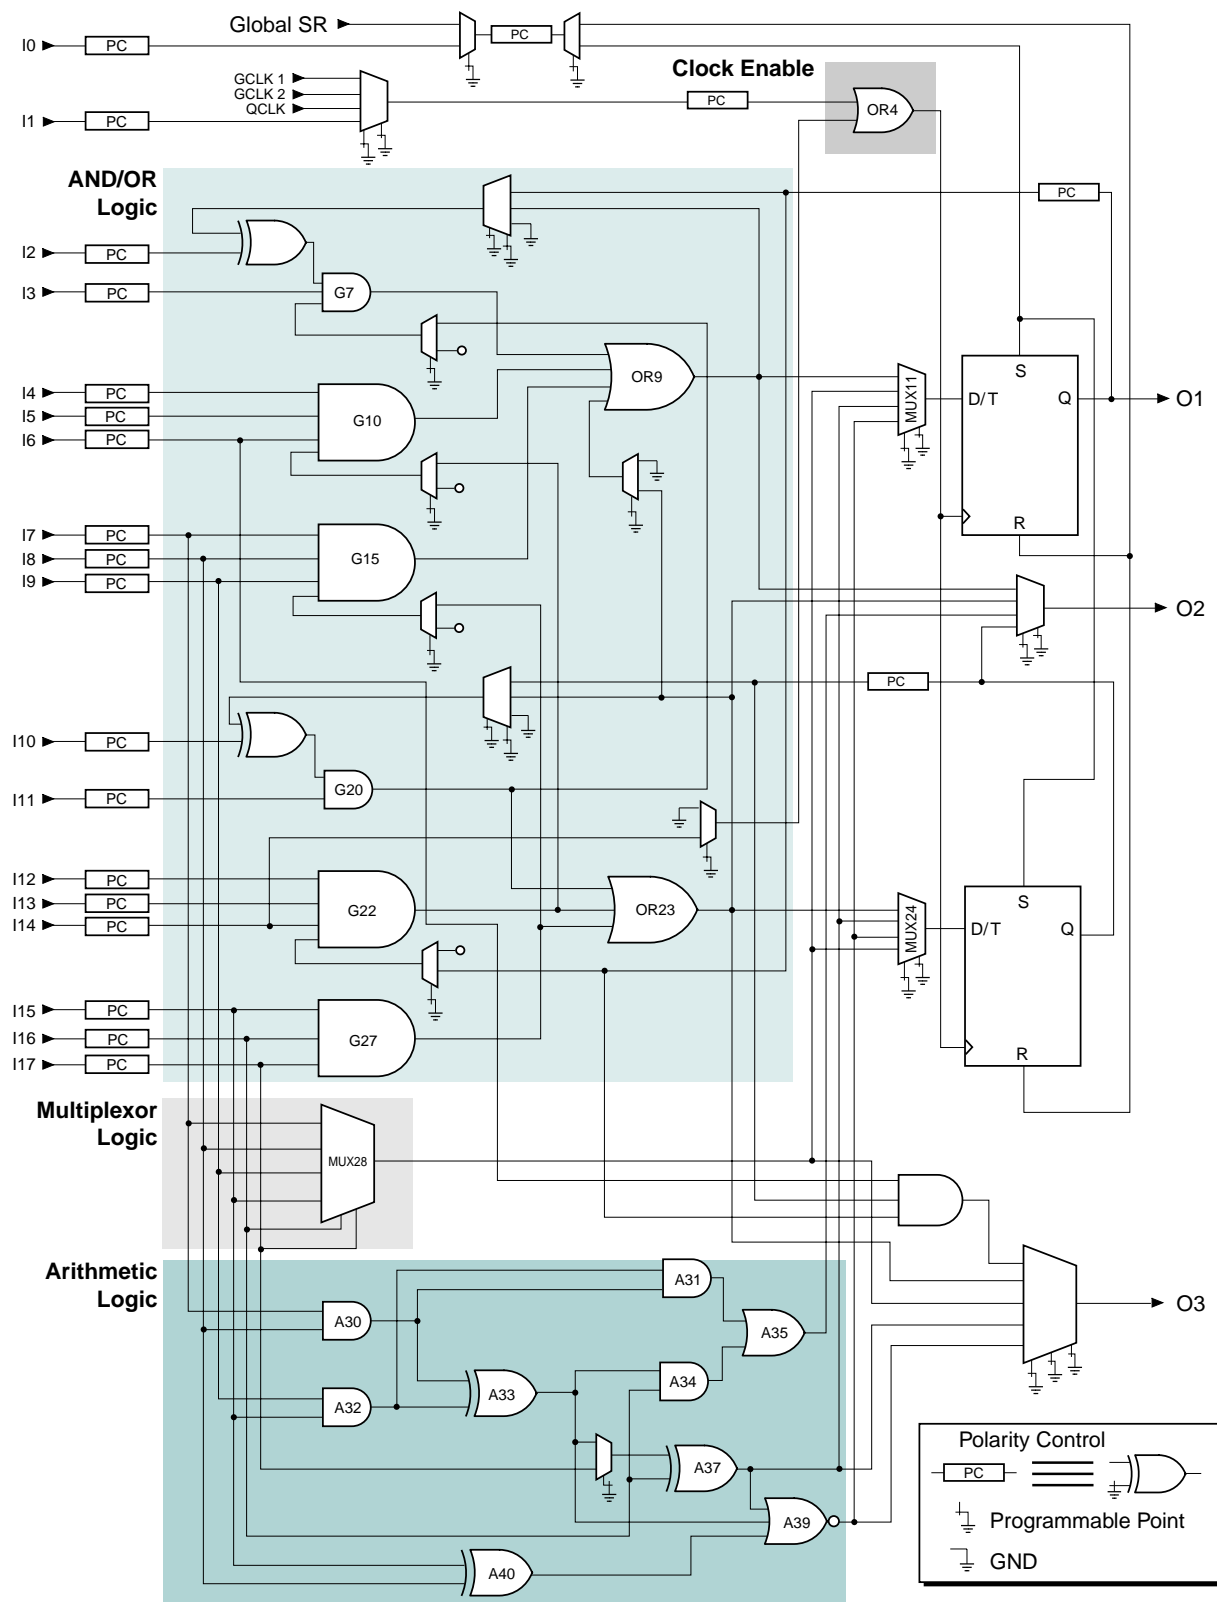 Global SR
I0
PC
PC
GCLK 1
GCLK 2
QCLK
I1
PC
Clock Enable
PC
OR4
AND/OR
Logic
PC
I2
PC
I3
PC
G7
OR9
I4
PC
I5
PC
I6
PC
G10
MUX11
S
D/T
Q
R
O1
I7
PC
I8
PC
I9
PC
G15
O2
PC
I10
PC
I11
PC
G20
I12
PC
I13
PC
I14
PC
G22
OR23
MUX24
S
D/T
Q
R
I15
PC
I16
PC
I17
PC
G27
Multiplexor
Logic
MUX28
Arithmetic
Logic
A30
A31
A32
A33
A34
A35
A37
A39
A40
O3
Polarity Control
PC
Programmable Point
GND